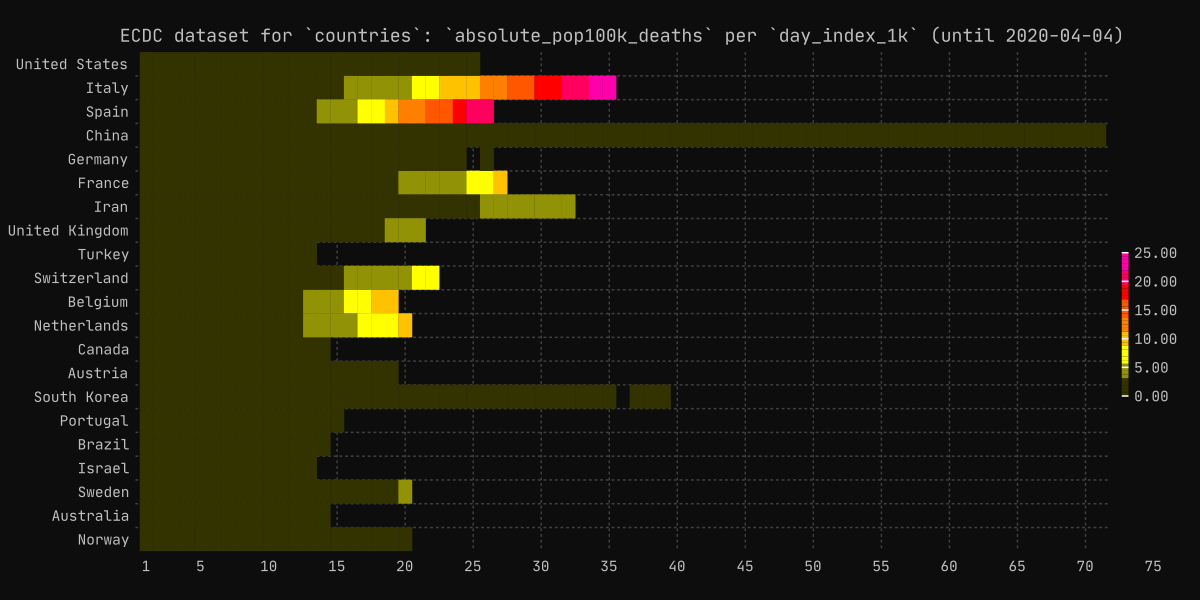 ECDC dataset for `countries`: `absolute_pop100k_deaths` per `day_index_1k` (until 2020-04-04)
United States
Italy
Spain
China
Germany
France
Iran
United Kingdom
Turkey
Switzerland
Belgium
Netherlands
Canada
Austria
South Korea
Portugal
Brazil
Israel
Sweden
Australia
Norway
1 5 10 15 20 25 30 35 40 45 50 55 60 65 70 75
25.00
20.00
15.00
10.00
5.00
0.00